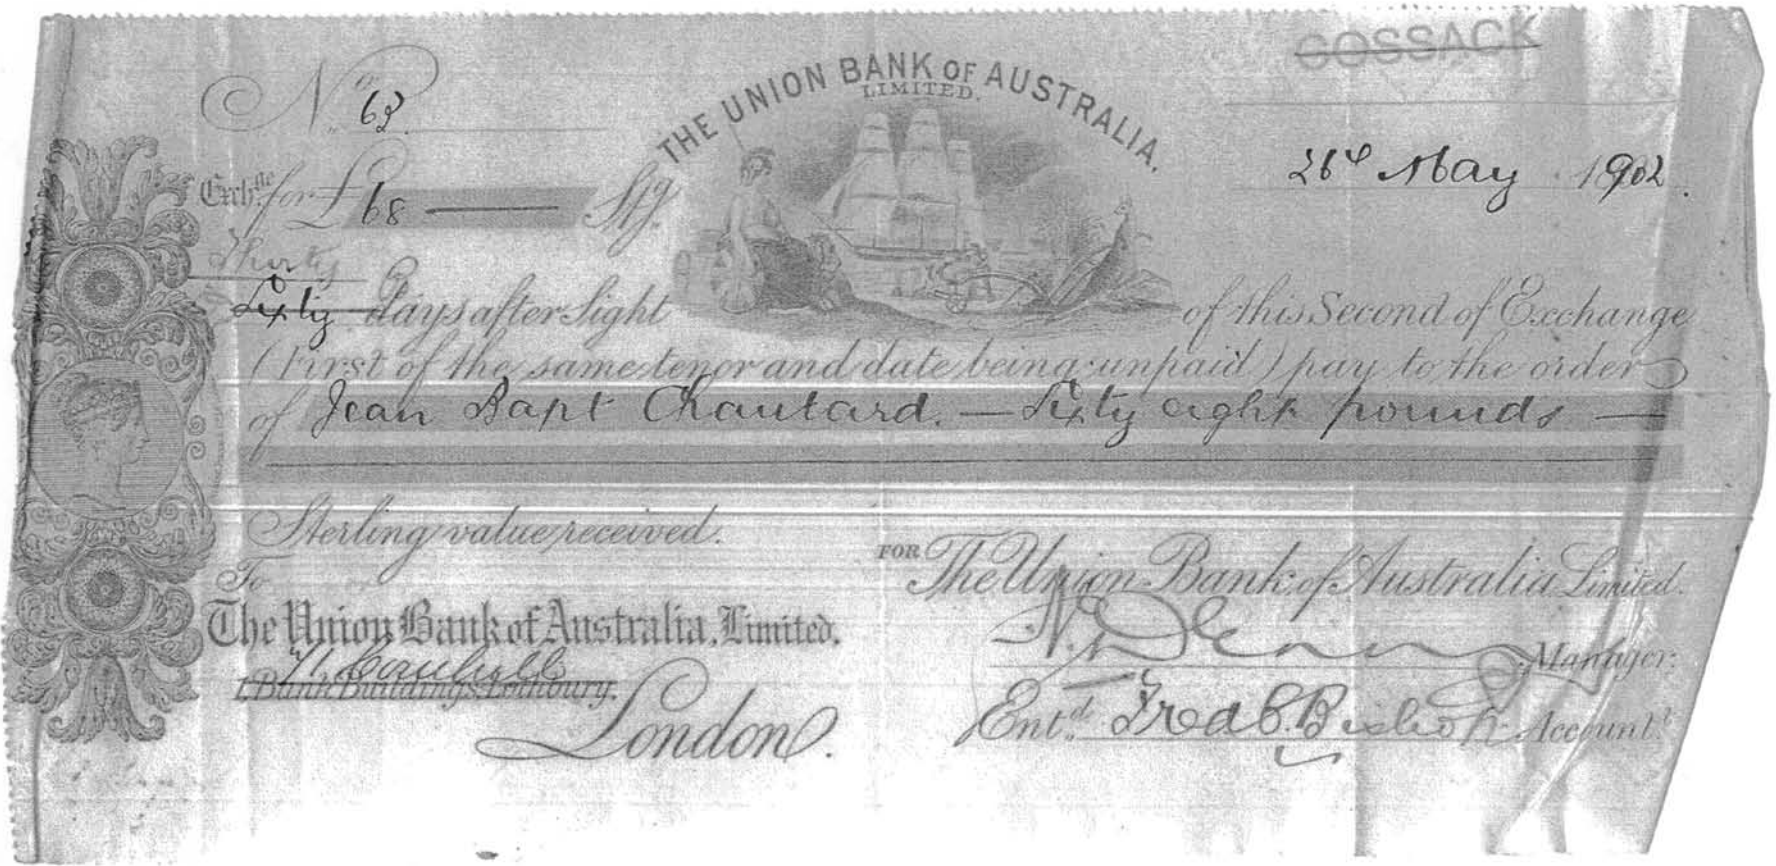 COSSACK
No 62
THE UNION BANK OF AUSTRALIA,
LIMITED.
26th May 1902.
Exchge for £ 68 — Stg.
Thirty
Sixty days after Sight of this Second of Exchange
(First of the same tenor and date being unpaid) pay to the order
of Jean Bapt Chautard. — Sixty eight pounds —
Sterling value received.
FOR The Union Bank of Australia Limited.
To
The Union Bank of Australia, Limited,
Manager.
1, Bank Buildings, Lothbury.
London.
Entd. Fred C. Bishop Accountt.